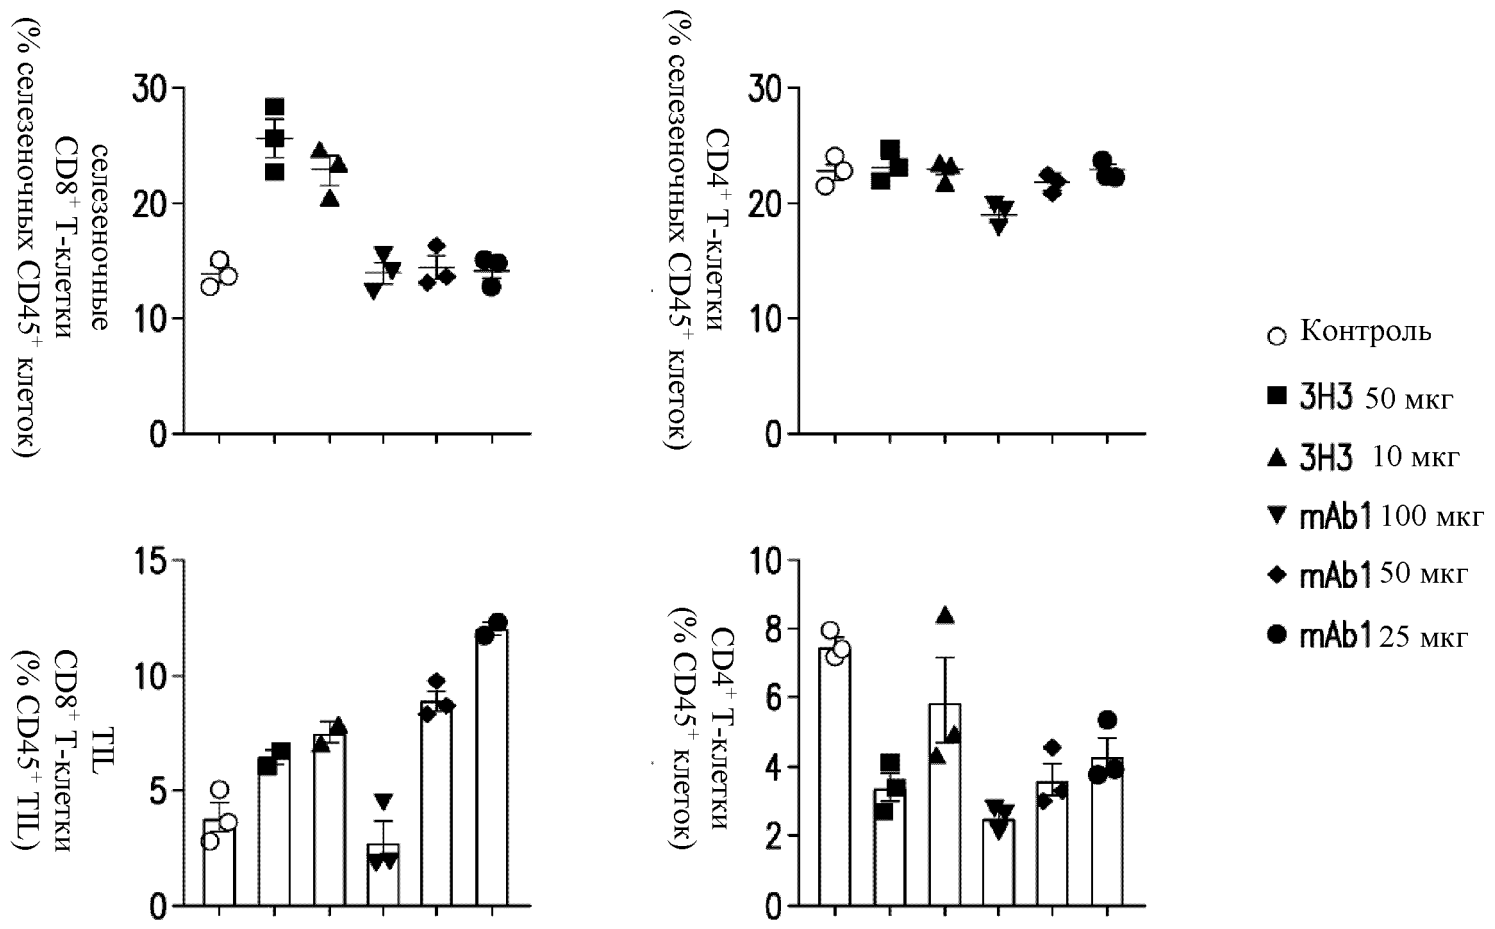 селезеночные
CD8+ Т-клетки
(% селезеночных CD45+ клеток)
30
20
10
0
CD4+ Т-клетки
(% селезеночных CD45+ клеток)
30
20
10
0
TIL
CD8+ Т-клетки
(% CD45+ TIL)
15
10
5
0
CD4+ Т-клетки
(% CD45+ клеток)
10
8
6
4
2
0
Контроль
3H3 50 мкг
3H3 10 мкг
mAb1 100 мкг
mAb1 50 мкг
mAb1 25 мкг